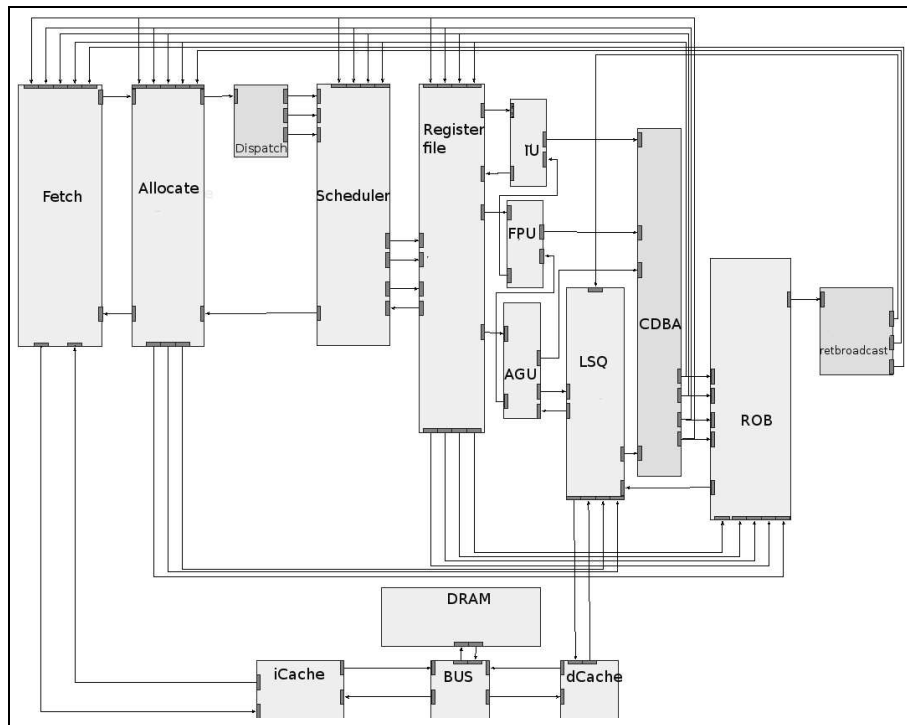 Fetch
Allocate
Dispatch
Scheduler
Register
file
IU
FPU
AGU
LSQ
CDBA
ROB
retbroadcast
DRAM
iCache
BUS
dCache